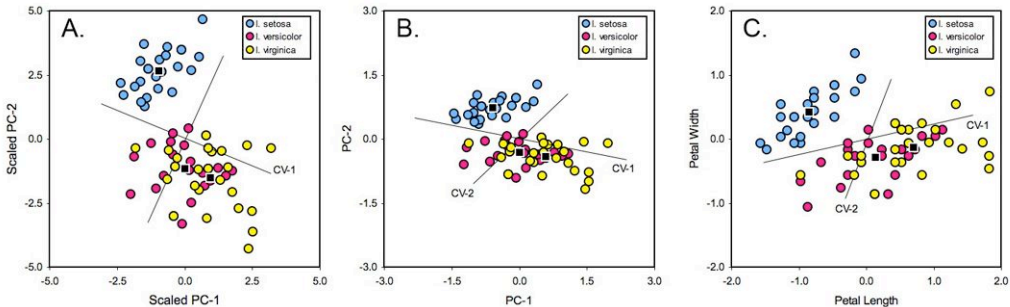 A.
I. setosa
I. versicolor
I. virginica
5.0
2.5
0.0
-2.5
-5.0
Scaled PC-2
CV-1
-5.0 -2.5 0.0 2.5 5.0
Scaled PC-1
B.
I. setosa
I. versicolor
I. virginica
3.0
1.5
0.0
-1.5
-3.0
PC-2
CV-1
CV-2
-3.0 -1.5 0.0 1.5 3.0
PC-1
C.
I. setosa
I. versicolor
I. virginica
2.0
1.0
0.0
-1.0
-2.0
Petal Width
CV-1
CV-2
-2.0 -1.0 0.0 1.0 2.0
Petal Length